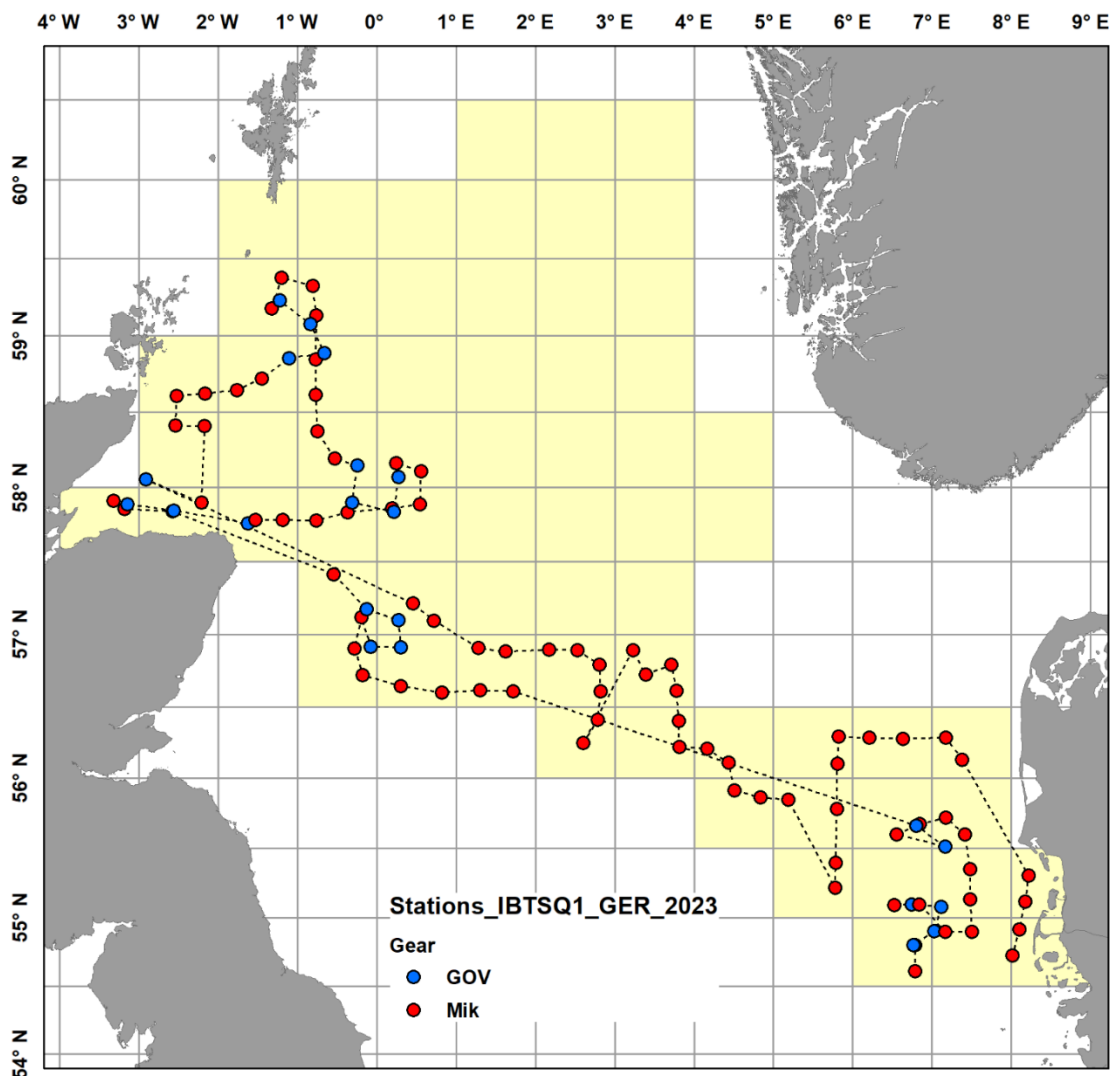 4° W 3° W 2° W 1° W 0° 1° E 2° E 3° E 4° E 5° E 6° E 7° E 8° E 9° E
60° N
59° N
58° N
57° N
56° N
55° N
54° N
Stations_IBTSQ1_GER_2023
Gear
GOV
Mik